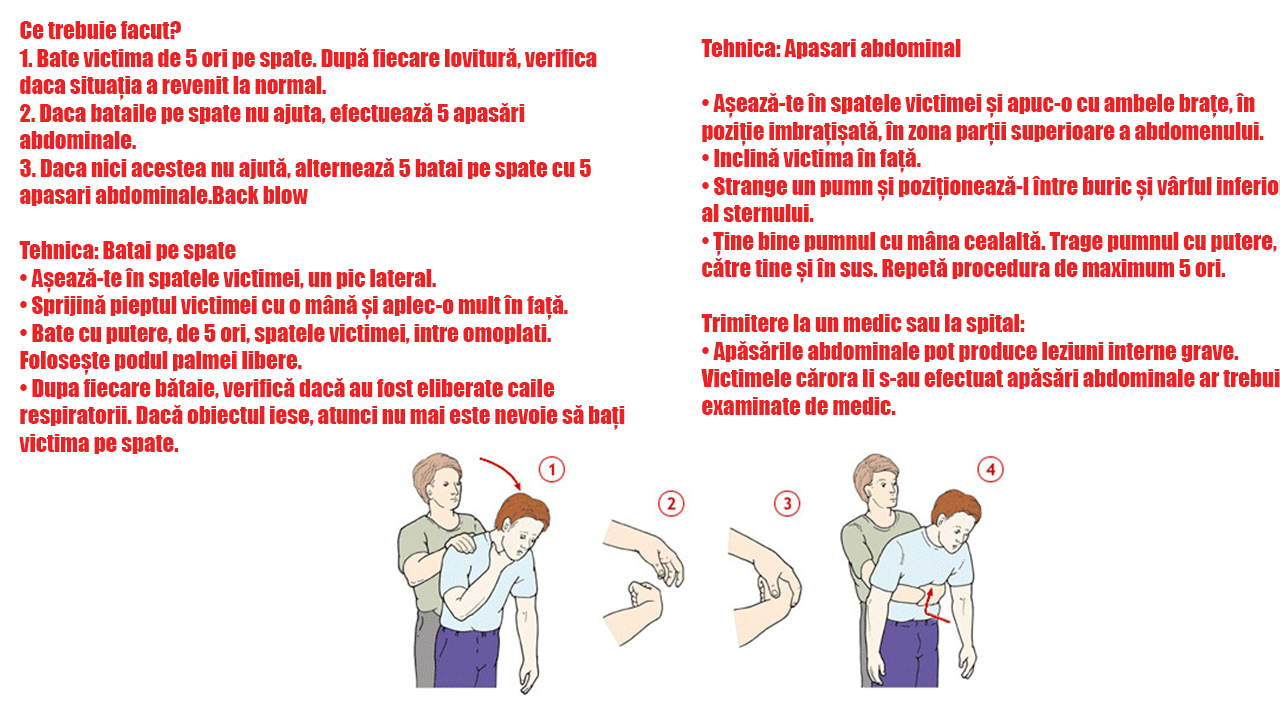 Ce trebuie facut?
1. Bate victima de 5 ori pe spate. După fiecare lovitură, verifica
daca situația a revenit la normal.
2. Daca bataile pe spate nu ajuta, efectuează 5 apasări
abdominale.
3. Daca nici acestea nu ajută, alternează 5 batai pe spate cu 5
apasari abdominale.Back blow
Tehnica: Batai pe spate
• Așează-te în spatele victimei, un pic lateral.
• Sprijină pieptul victimei cu o mână și aplec-o mult în față.
• Bate cu putere, de 5 ori, spatele victimei, intre omoplati.
Folosește podul palmei libere.
• Dupa fiecare bătaie, verifică dacă au fost eliberate caile
respiratorii. Dacă obiectul iese, atunci nu mai este nevoie să bați
victima pe spate.
Tehnica: Apasari abdominal
• Așează-te în spatele victimei și apuc-o cu ambele brațe, în
poziție imbrațișată, în zona parții superioare a abdomenului.
• Inclină victima în față.
• Strange un pumn și poziționează-l între buric și vârful inferio
al sternului.
• Ține bine pumnul cu mâna cealaltă. Trage pumnul cu putere,
către tine și în sus. Repetă procedura de maximum 5 ori.
Trimitere la un medic sau la spital:
• Apăsările abdominale pot produce leziuni interne grave.
Victimele cărora li s-au efectuat apăsări abdominale ar trebui
examinate de medic.
1
2
3
4